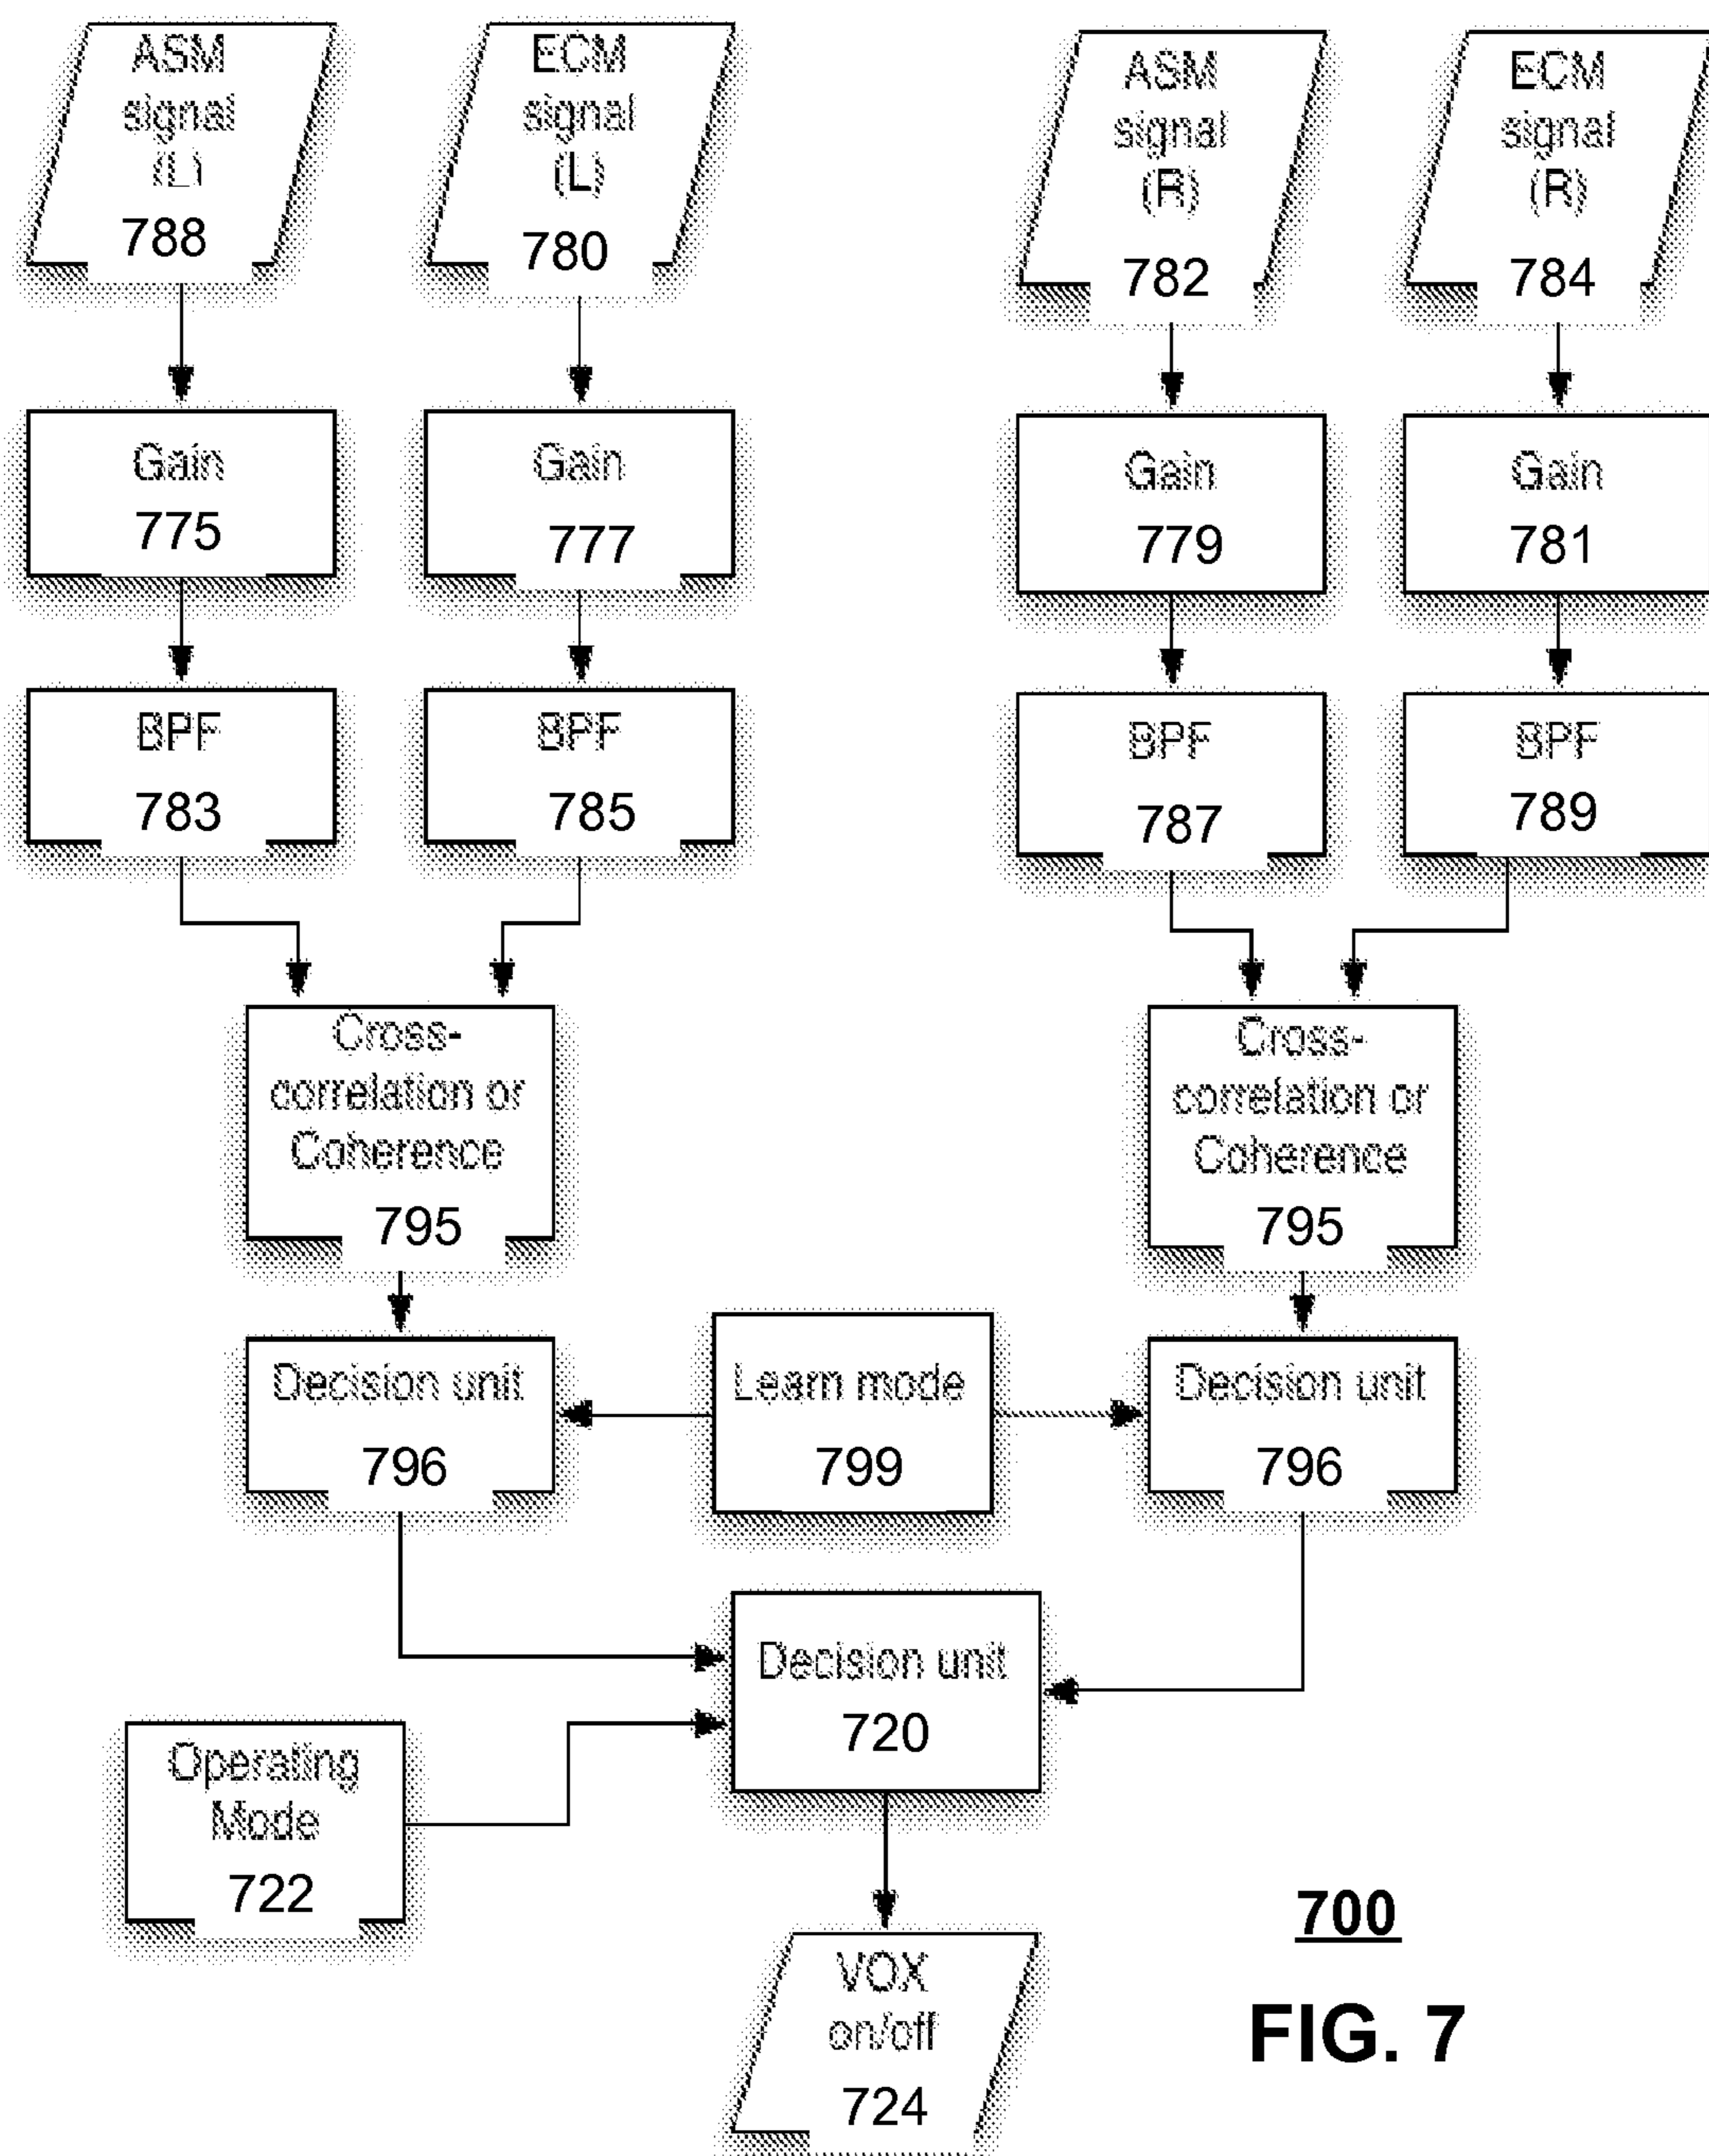 ASM
signal
(L)
788
ECM
signal
(L)
780
ASM
signal
(R)
782
ECM
signal
(R)
784
Gain
775
Gain
777
Gain
779
Gain
781
BPF
783
BPF
785
BPF
787
BPF
789
Cross-
correlation or
Coherence
795
Cross-
correlation or
Coherence
795
Decision unit
796
Learn mode
799
Decision unit
796
Decision unit
720
Operating
Mode
722
VOX
on/off
724
700
FIG. 7